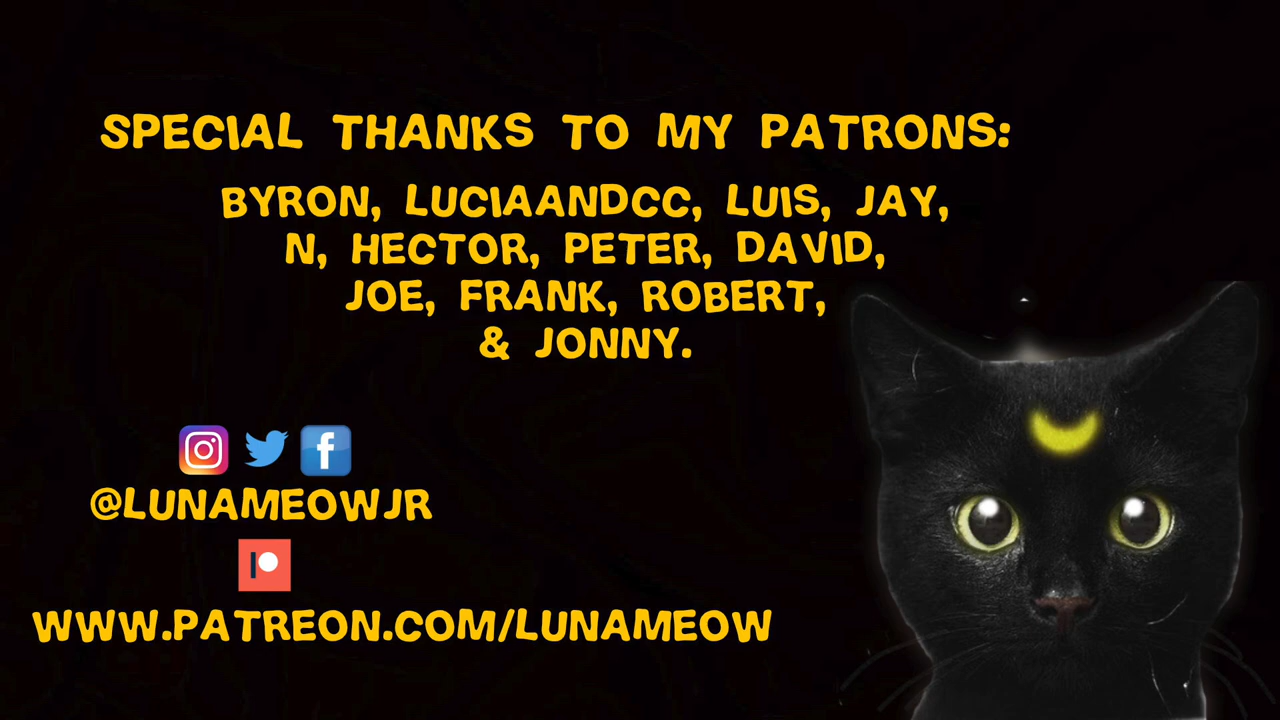 SPECIAL THANKS TO MY PATRONS:
BYRON, LUCIAANDCC, LUIS, JAY,
N, HECTOR, PETER, DAVID,
JOE, FRANK, ROBERT,
& JONNY.
@LUNAMEOWJR
WWW.PATREON.COM/LUNAMEOW